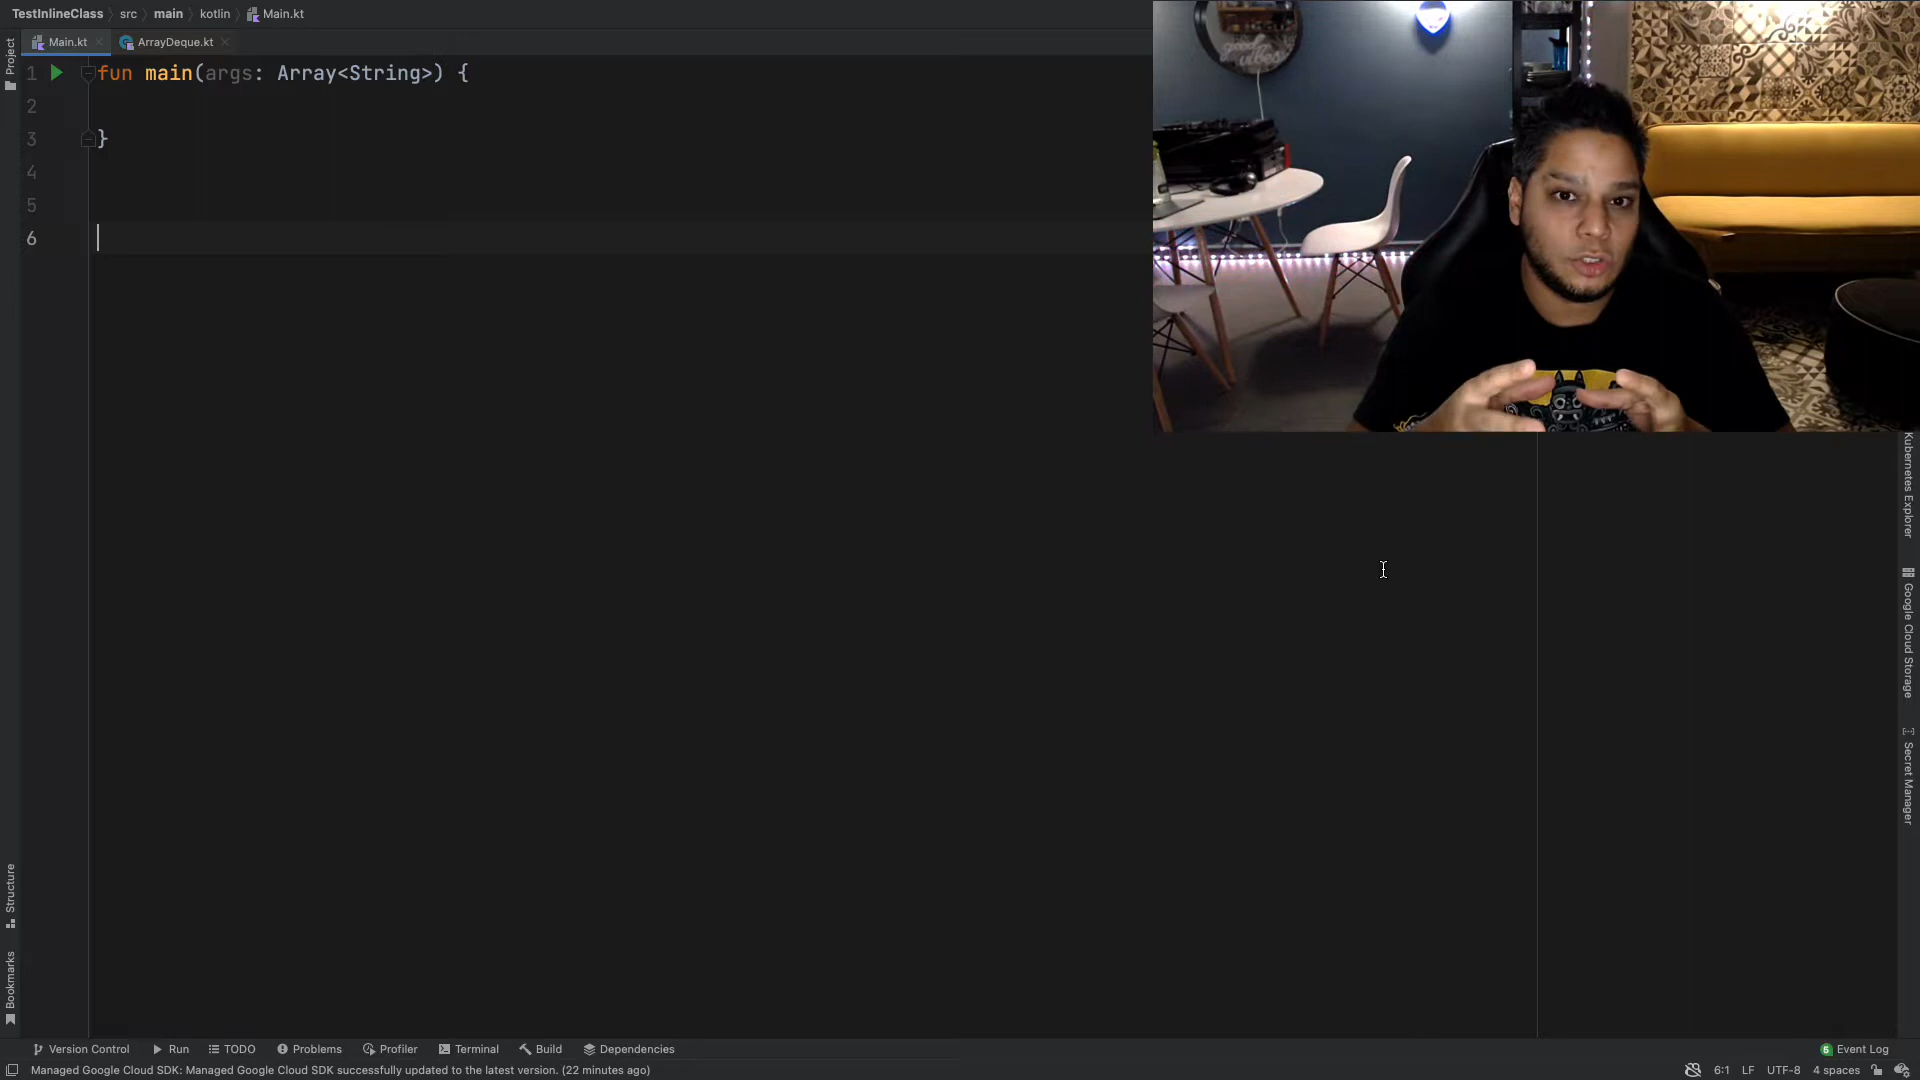 TestInlineClass src main kotlin Main.kt
Main.kt ArrayDeque.kt
Project
1 fun main(args: Array<String>) {
2
3 }
4
5
6
good
vibes
Kubernetes Explorer
Google Cloud Storage
Secret Manager
Structure
Bookmarks
Version Control Run TODO Problems Profiler Terminal Build Dependencies 5 Event Log
Managed Google Cloud SDK: Managed Google Cloud SDK successfully updated to the latest version. (22 minutes ago) 6:1 LF UTF-8 4 spaces